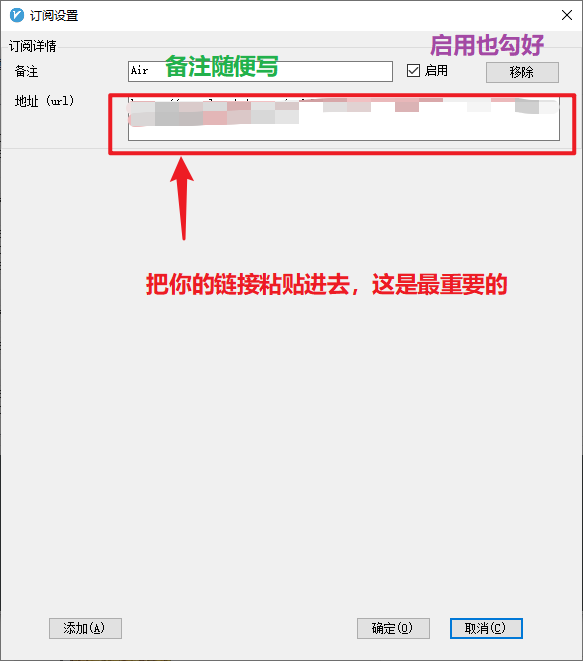 订阅设置
启用也勾好
订阅详情
备注
Air
备注随便写
启用
移除
地址 (url)
把你的链接粘贴进去，这是最重要的
添加(A)
确定(O)
取消(C)